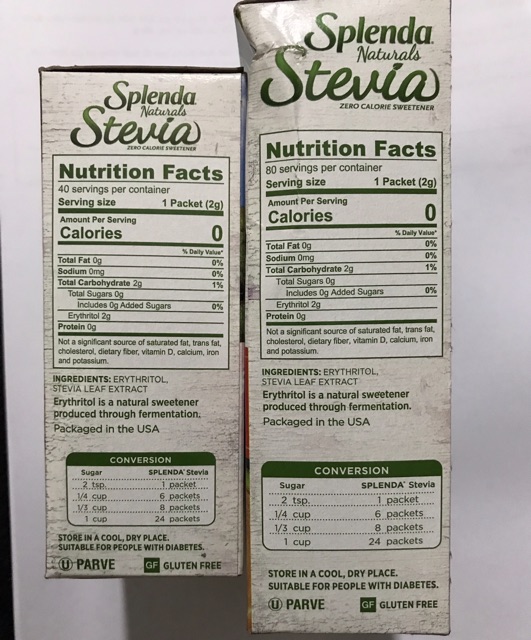 Splenda
Naturals
Stevia
ZERO CALORIE SWEETENER
Nutrition Facts
40 servings per container
Serving size 1 Packet (2g)
Amount Per Serving
Calories 0
% Daily Value*
Total Fat 0g 0%
Sodium 0mg 0%
Total Carbohydrate 2g 1%
Total Sugars 0g
Includes 0g Added Sugars 0%
Erythritol 2g
Protein 0g
Not a significant source of saturated fat, trans fat,
cholesterol, dietary fiber, vitamin D, calcium, iron
and potassium.
INGREDIENTS: ERYTHRITOL,
STEVIA LEAF EXTRACT
Erythritol is a natural sweetener
produced through fermentation.
Packaged in the USA
CONVERSION
Sugar SPLENDA® Stevia
2 tsp. 1 packet
1/4 cup 6 packets
1/3 cup 8 packets
1 cup 24 packets
STORE IN A COOL, DRY PLACE.
SUITABLE FOR PEOPLE WITH DIABETES.
U PARVE GF GLUTEN FREE
Splenda
Naturals
Stevia
ZERO CALORIE SWEETENER
Nutrition Facts
80 servings per container
Serving size 1 Packet (2g)
Amount Per Serving
Calories 0
% Daily Value*
Total Fat 0g 0%
Sodium 0mg 0%
Total Carbohydrate 2g 1%
Total Sugars 0g
Includes 0g Added Sugars 0%
Erythritol 2g
Protein 0g
Not a significant source of saturated fat, trans fat,
cholesterol, dietary fiber, vitamin D, calcium, iron
and potassium.
INGREDIENTS: ERYTHRITOL,
STEVIA LEAF EXTRACT
Erythritol is a natural sweetener
produced through fermentation.
Packaged in the USA
CONVERSION
Sugar SPLENDA® Stevia
2 tsp. 1 packet
1/4 cup 6 packets
1/3 cup 8 packets
1 cup 24 packets
STORE IN A COOL, DRY PLACE.
SUITABLE FOR PEOPLE WITH DIABETES.
U PARVE GF GLUTEN FREE